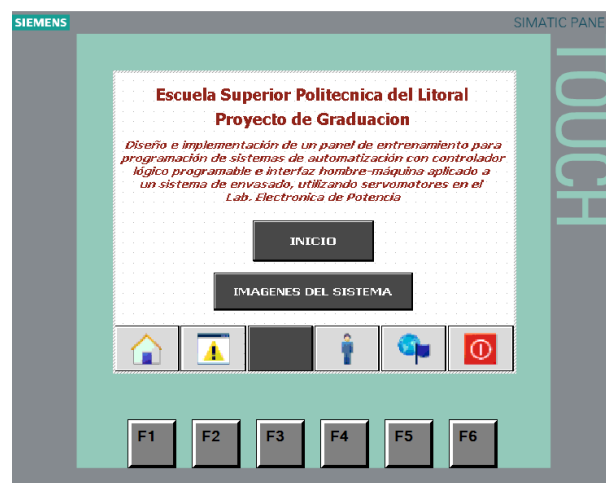 SIEMENS
SIMATIC PANE
TOUCH
Escuela Superior Politecnica del Litoral
Proyecto de Graduacion
Diseño e implementación de un panel de entrenamiento para
programación de sistemas de automatización con controlador
lógico programable e interfaz hombre-máquina aplicado a
un sistema de envasado, utilizando servomotores en el
Lab. Electronica de Potencia
INICIO
IMAGENES DEL SISTEMA
F1 F2 F3 F4 F5 F6